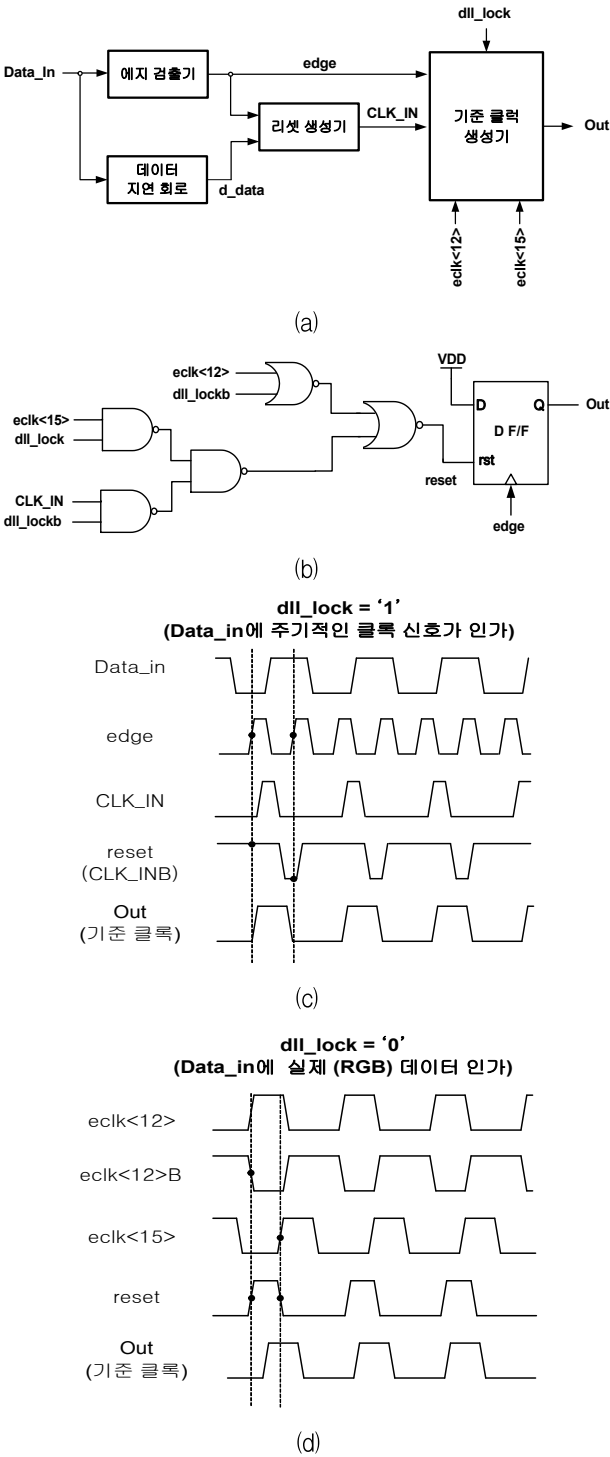 dll_lock
Data_In
에지 검출기
edge
리셋 생성기
CLK_IN
기준 클럭
생성기
Out
데이터
지연 회로
d_data
eclk<12>
eclk<15>
(a)
eclk<12>
dll_lockb
VDD
eclk<15>
dll_lock
D
Q
Out
D F/F
rst
CLK_IN
dll_lockb
reset
edge
(b)
dll_lock = ‘1’
(Data_in에 주기적인 클록 신호가 인가)
Data_in
edge
CLK_IN
reset
(CLK_INB)
Out
(기준 클록)
(c)
dll_lock = ‘0’
(Data_in에 실제 (RGB) 데이터 인가)
eclk<12>
eclk<12>B
eclk<15>
reset
Out
(기준 클록)
(d)